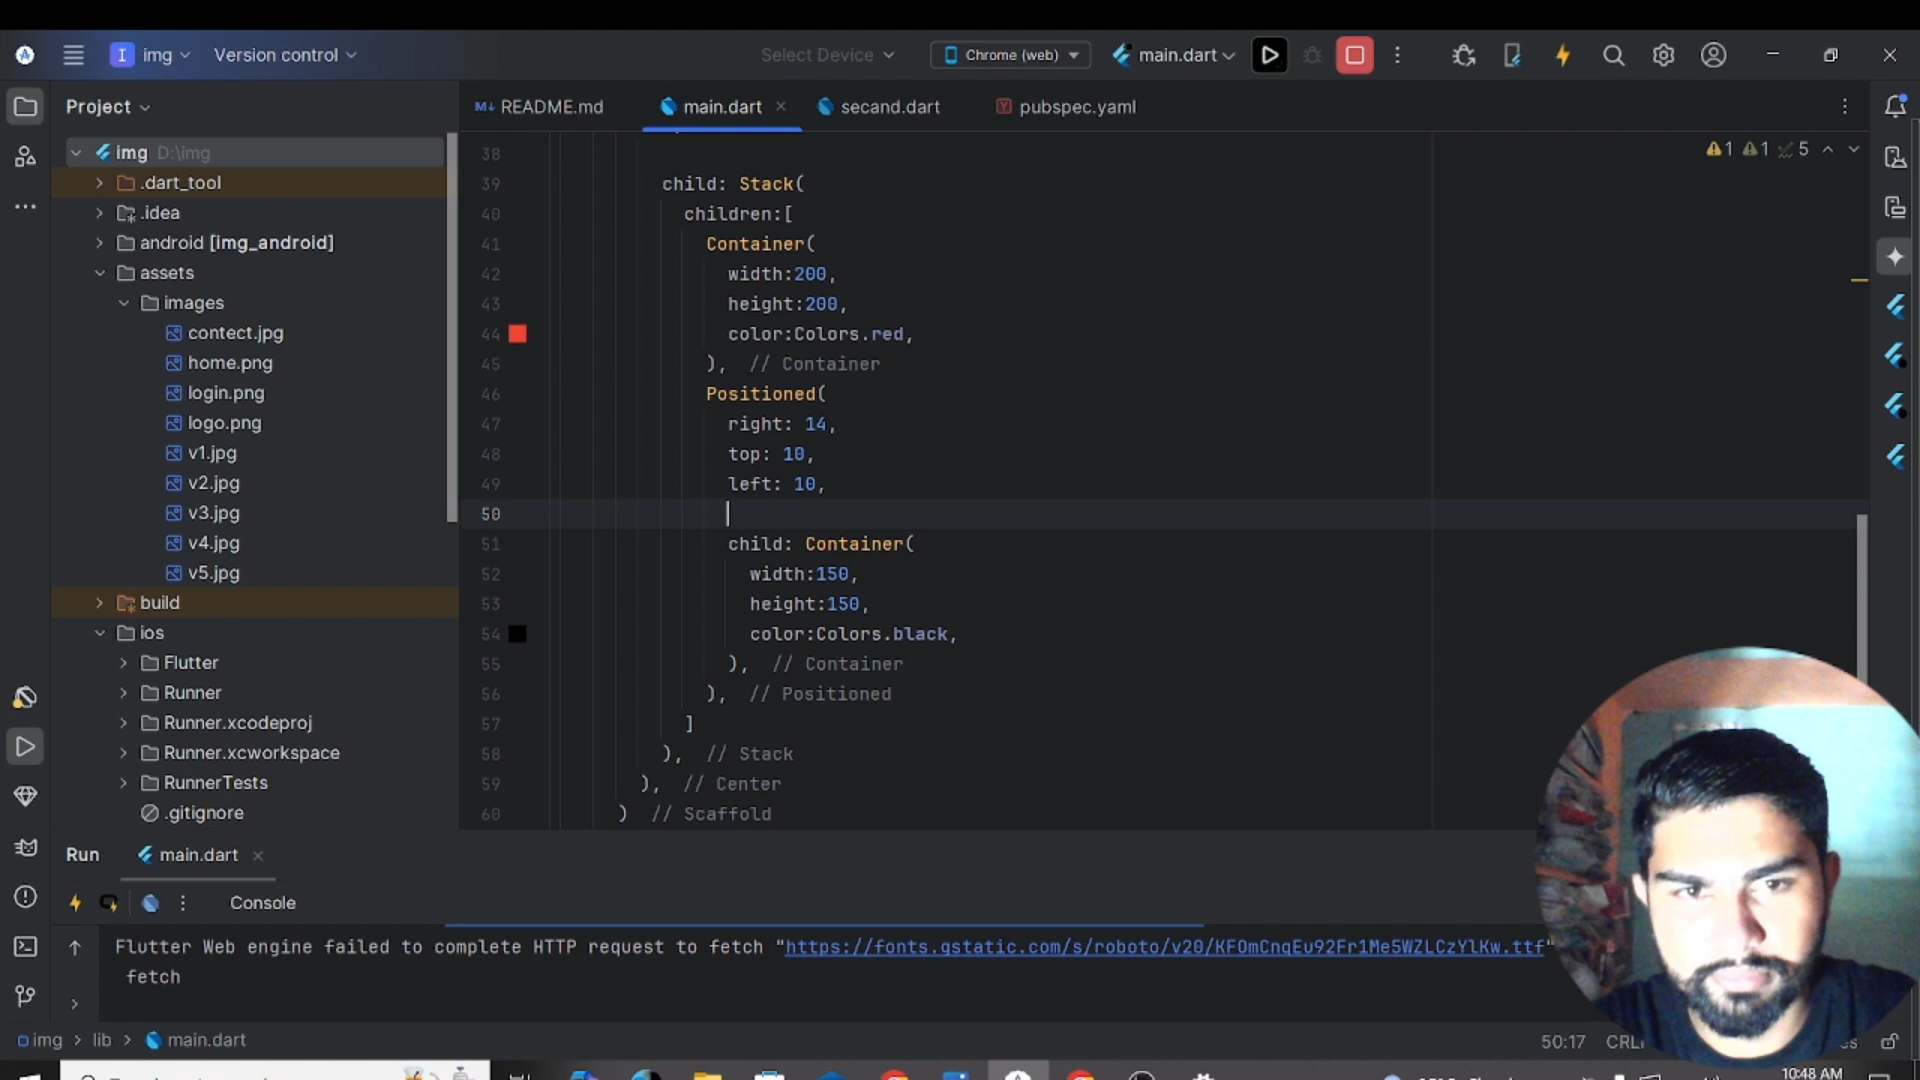 I img Version control Select Device Chrome (web) main.dart
Project README.md main.dart secand.dart pubspec.yaml
img D:\img
.dart_tool
.idea
android [img_android]
assets
images
contect.jpg
home.png
login.png
logo.png
v1.jpg
v2.jpg
v3.jpg
v4.jpg
v5.jpg
build
ios
Flutter
Runner
Runner.xcodeproj
Runner.xcworkspace
RunnerTests
.gitignore
1 1 5
38
39 child: Stack(
40 children:[
41 Container(
42 width:200,
43 height:200,
44 color:Colors.red,
45 ), // Container
46 Positioned(
47 right: 14,
48 top: 10,
49 left: 10,
50
51 child: Container(
52 width:150,
53 height:150,
54 color:Colors.black,
55 ), // Container
56 ), // Positioned
57 ]
58 ), // Stack
59 ), // Center
60 ) // Scaffold
Run main.dart
Console
Flutter Web engine failed to complete HTTP request to fetch "https://fonts.gstatic.com/s/roboto/v20/KFOmCnqEu92Fr1Me5WZLCzYlKw.ttf"
fetch
img > lib > main.dart 50:17
10:48 AM